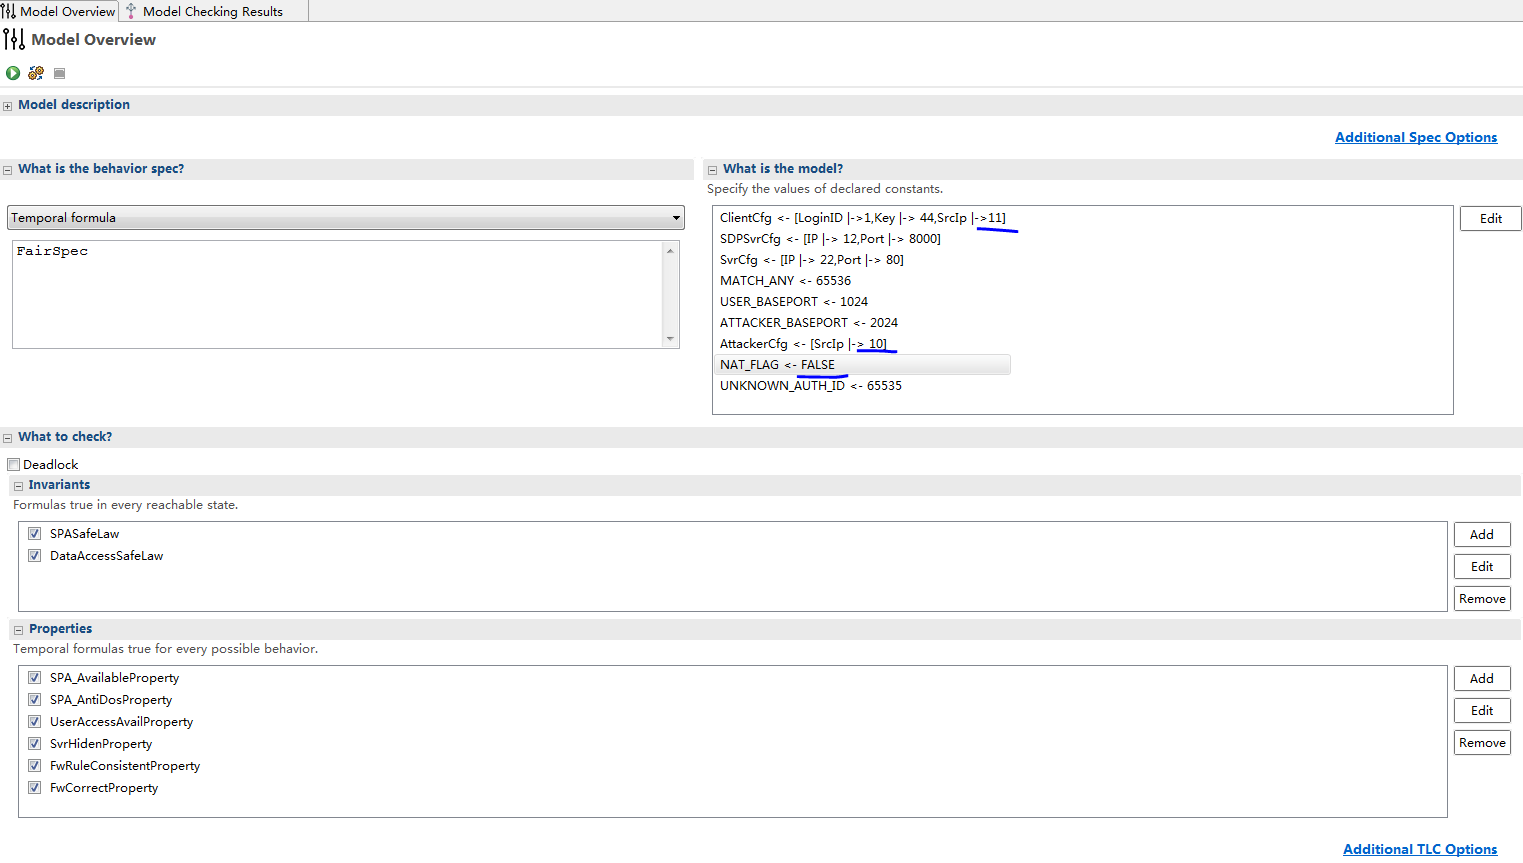 Model Overview
Model Checking Results
Model Overview
Model description
Additional Spec Options
What is the behavior spec?
Temporal formula
FairSpec
What is the model?
Specify the values of declared constants.
ClientCfg <- [LoginID |->1,Key |-> 44,SrcIp |->11]
SDPSvrCfg <- [IP |-> 12,Port |-> 8000]
SvrCfg <- [IP |-> 22,Port |-> 80]
MATCH_ANY <- 65536
USER_BASEPORT <- 1024
ATTACKER_BASEPORT <- 2024
AttackerCfg <- [SrcIp |-> 10]
NAT_FLAG <- FALSE
UNKNOWN_AUTH_ID <- 65535
Edit
What to check?
Deadlock
Invariants
Formulas true in every reachable state.
SPASafeLaw
DataAccessSafeLaw
Add
Edit
Remove
Properties
Temporal formulas true for every possible behavior.
SPA_AvailableProperty
SPA_AntiDosProperty
UserAccessAvailProperty
SvrHidenProperty
FwRuleConsistentProperty
FwCorrectProperty
Add
Edit
Remove
Additional TLC Options